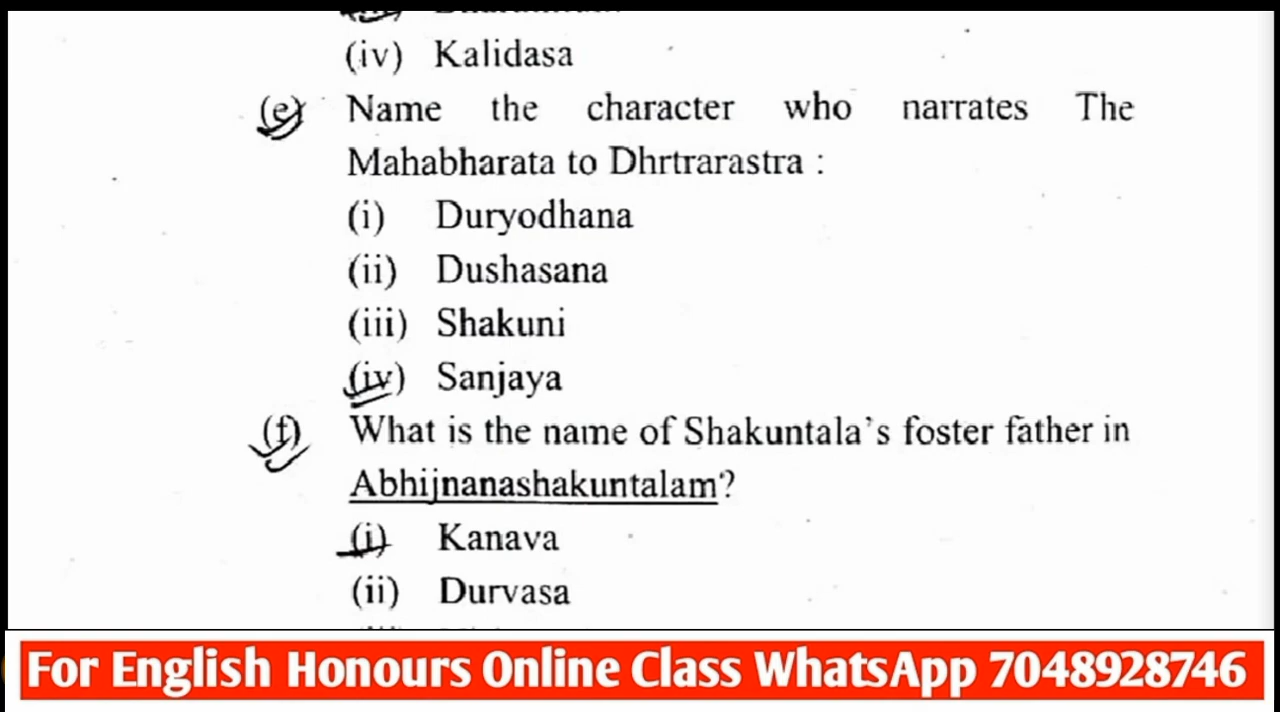 (iv) Kalidasa
(e) Name the character who narrates The
Mahabharata to Dhrtrarastra :
(i) Duryodhana
(ii) Dushasana
(iii) Shakuni
(iv) Sanjaya
(f) What is the name of Shakuntala's foster father in
Abhijnanashakuntalam?
(i) Kanava
(ii) Durvasa
For English Honours Online Class WhatsApp 7048928746